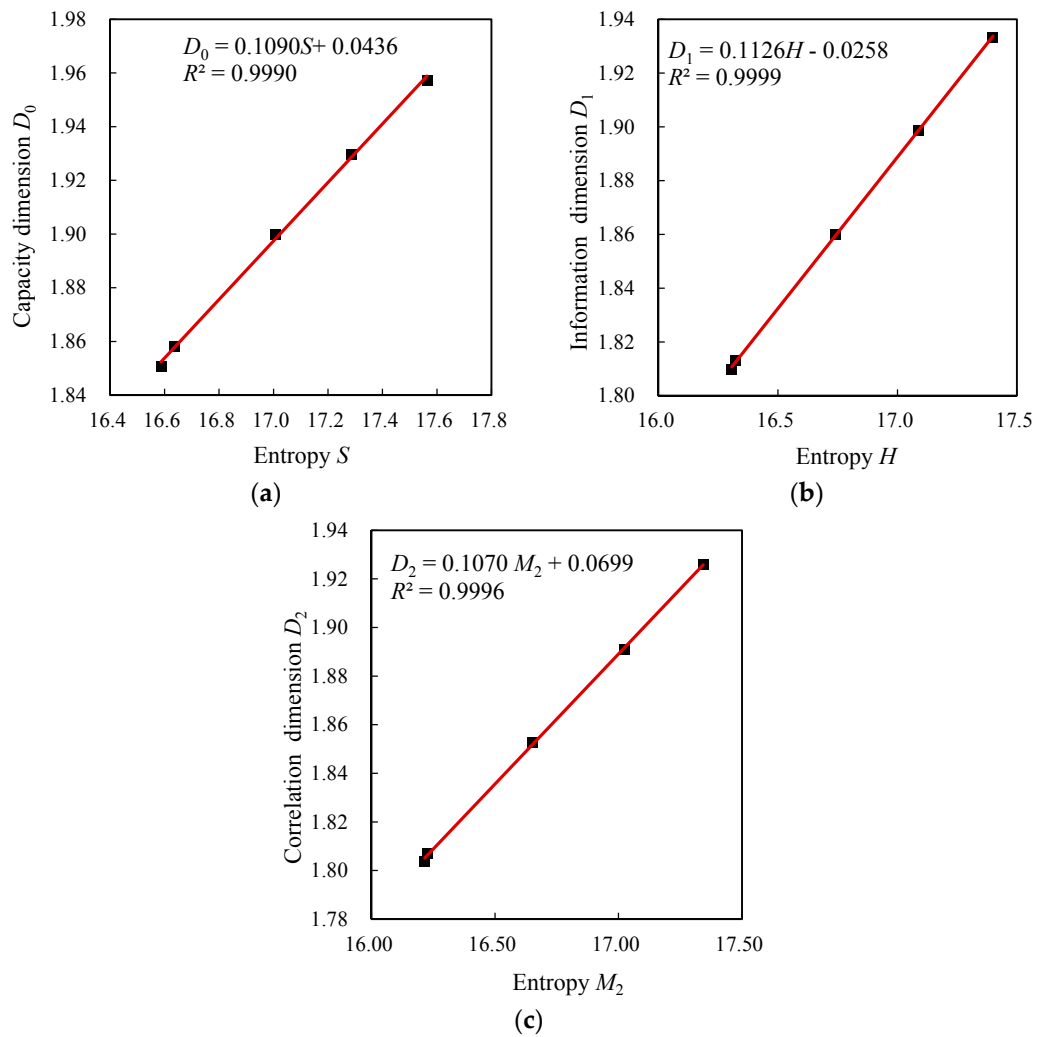 D₀ = 0.1090S+ 0.0436
R² = 0.9990
Capacity dimension D₀
1.98
1.96
1.94
1.92
1.90
1.88
1.86
1.84
16.4 16.6 16.8 17.0 17.2 17.4 17.6 17.8
Entropy S
(a)
D₁ = 0.1126H - 0.0258
R² = 0.9999
Information dimension D₁
1.94
1.92
1.90
1.88
1.86
1.84
1.82
1.80
16.0 16.5 17.0 17.5
Entropy H
(b)
D₂ = 0.1070 M₂ + 0.0699
R² = 0.9996
Correlation dimension D₂
1.94
1.92
1.90
1.88
1.86
1.84
1.82
1.80
1.78
16.00 16.50 17.00 17.50
Entropy M₂
(c)